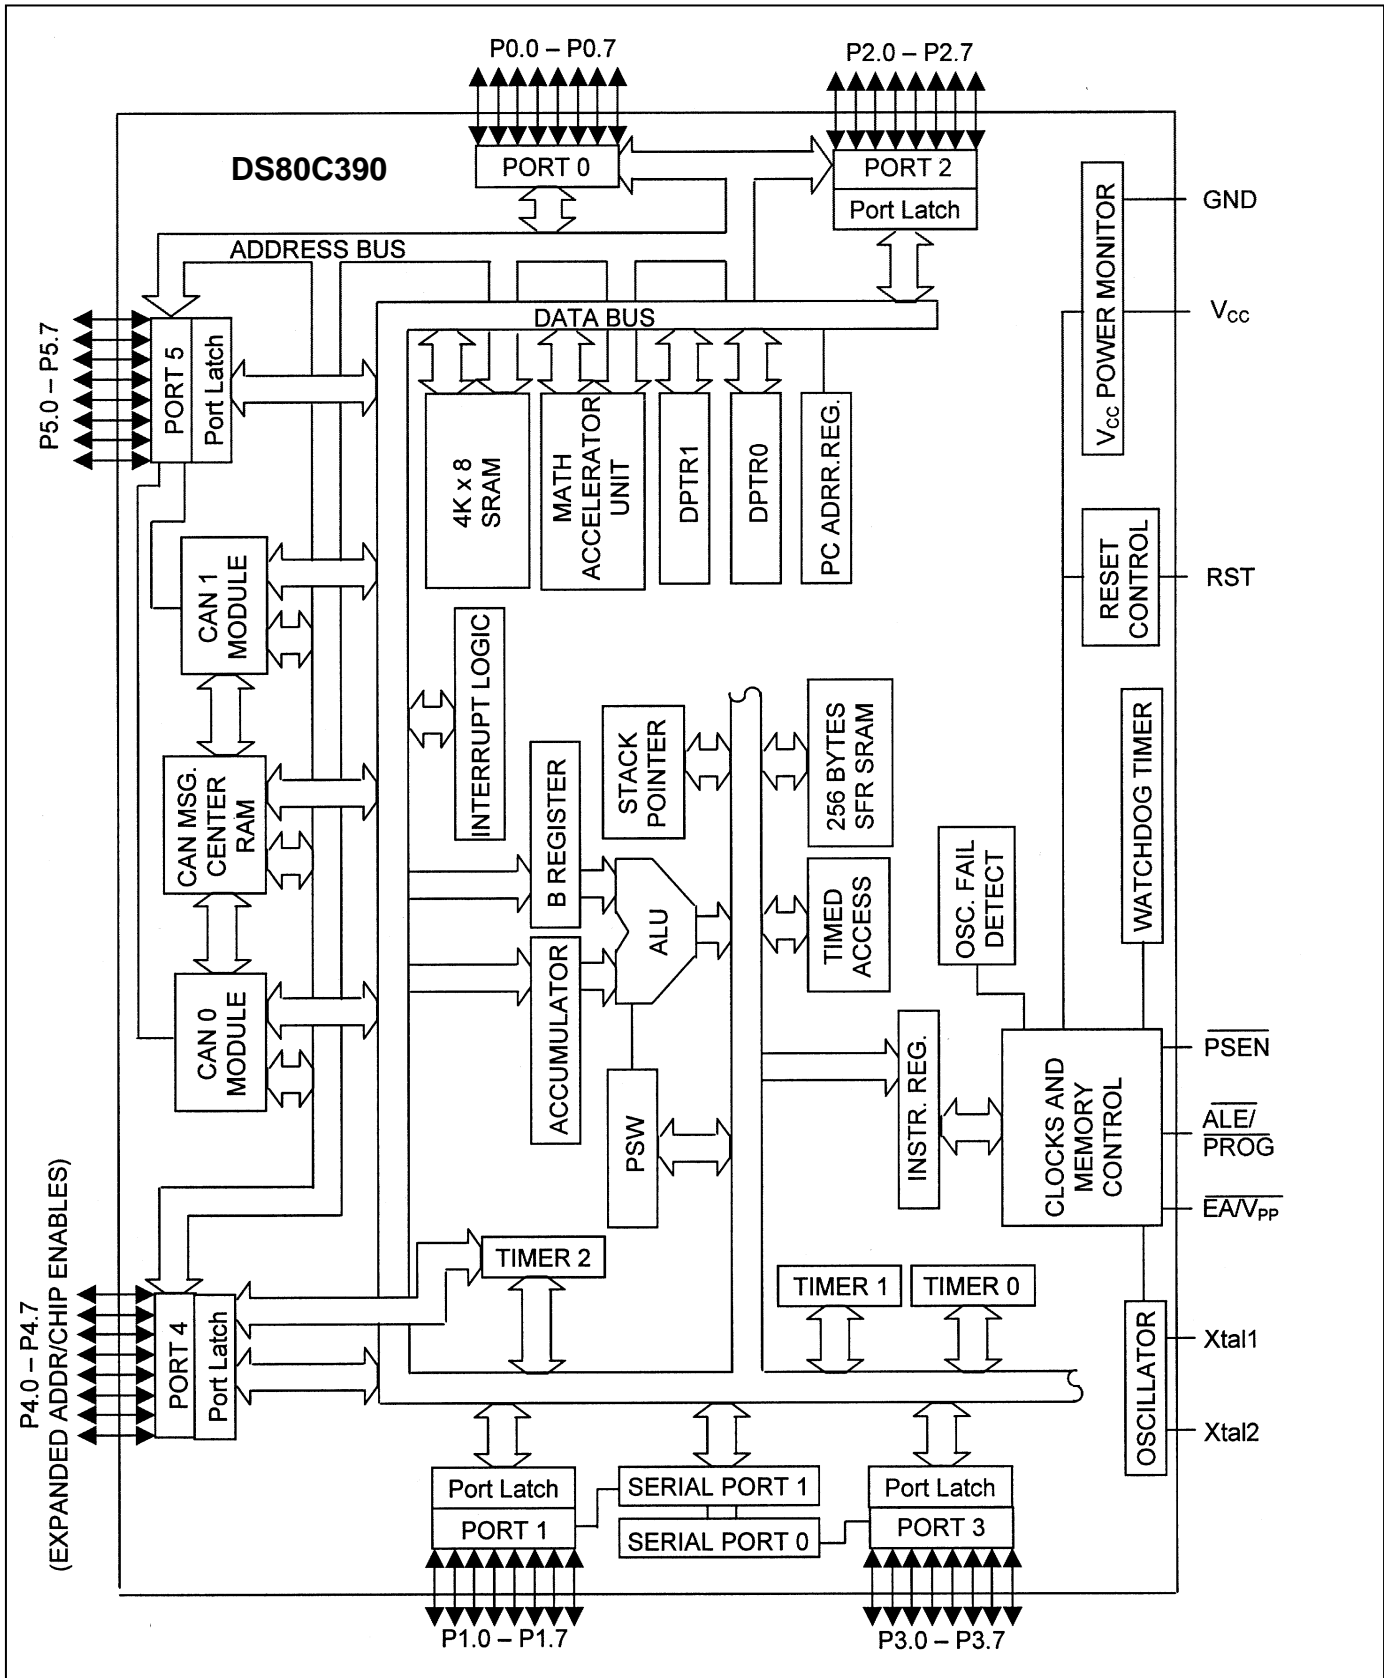 P0.0 – P0.7
P2.0 – P2.7
DS80C390
PORT 0
PORT 2
Port Latch
ADDRESS BUS
DATA BUS
GND
VCC
VCC POWER MONITOR
P5.0 – P5.7
PORT 5
Port Latch
4K x 8
SRAM
MATH
ACCELERATOR
UNIT
DPTR1
DPTR0
PC ADRR.REG.
RESET
CONTROL
RST
CAN 1
MODULE
INTERRUPT LOGIC
STACK
POINTER
256 BYTES
SFR SRAM
WATCHDOG TIMER
CAN MSG.
CENTER
RAM
B REGISTER
ALU
TIMED
ACCESS
OSC. FAIL
DETECT
CAN 0
MODULE
ACCUMULATOR
PSW
INSTR. REG.
CLOCKS AND
MEMORY
CONTROL
PSEN
ALE/
PROG
EA/VPP
P4.0 – P4.7
(EXPANDED ADDR/CHIP ENABLES)
PORT 4
Port Latch
TIMER 2
TIMER 1
TIMER 0
OSCILLATOR
Xtal1
Xtal2
Port Latch
PORT 1
SERIAL PORT 1
SERIAL PORT 0
Port Latch
PORT 3
P1.0 – P1.7
P3.0 – P3.7